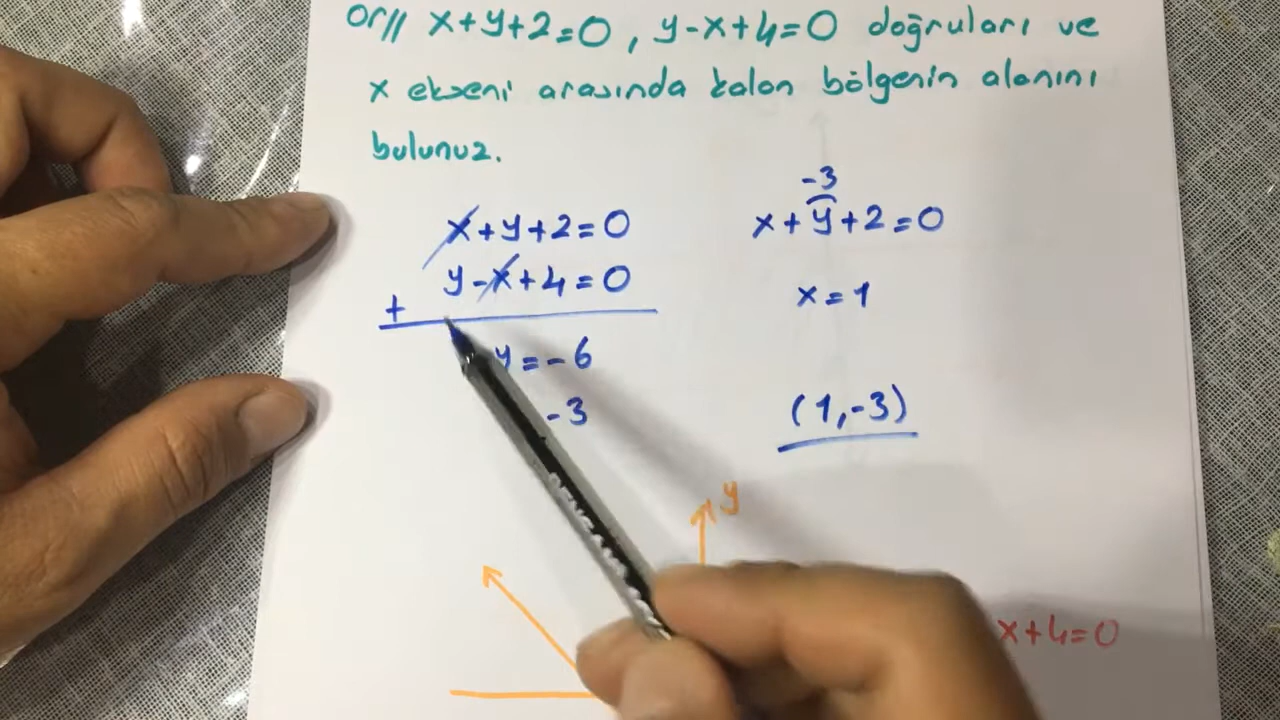 Or// x+y+2=0, y-x+4=0 doğruları ve
x ekseni arasında kalan bölgenin alanını
bulunuz.
x+y+2=0
y-x+4=0
+
y=-6
-3
-3
x+y+2=0
x=1
(1,-3)
y
x+4=0